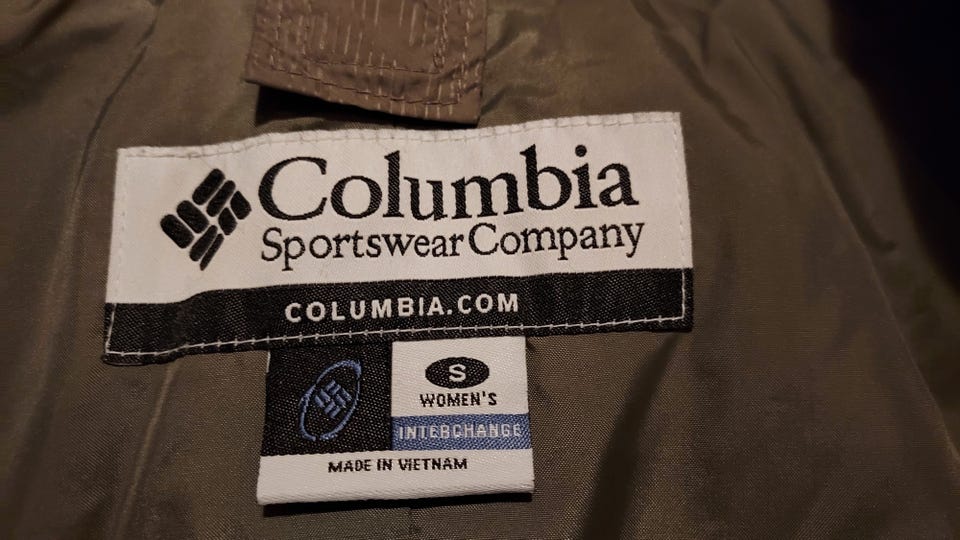 Columbia
Sportswear Company
COLUMBIA.COM
S
WOMEN'S
INTERCHANGE
MADE IN VIETNAM